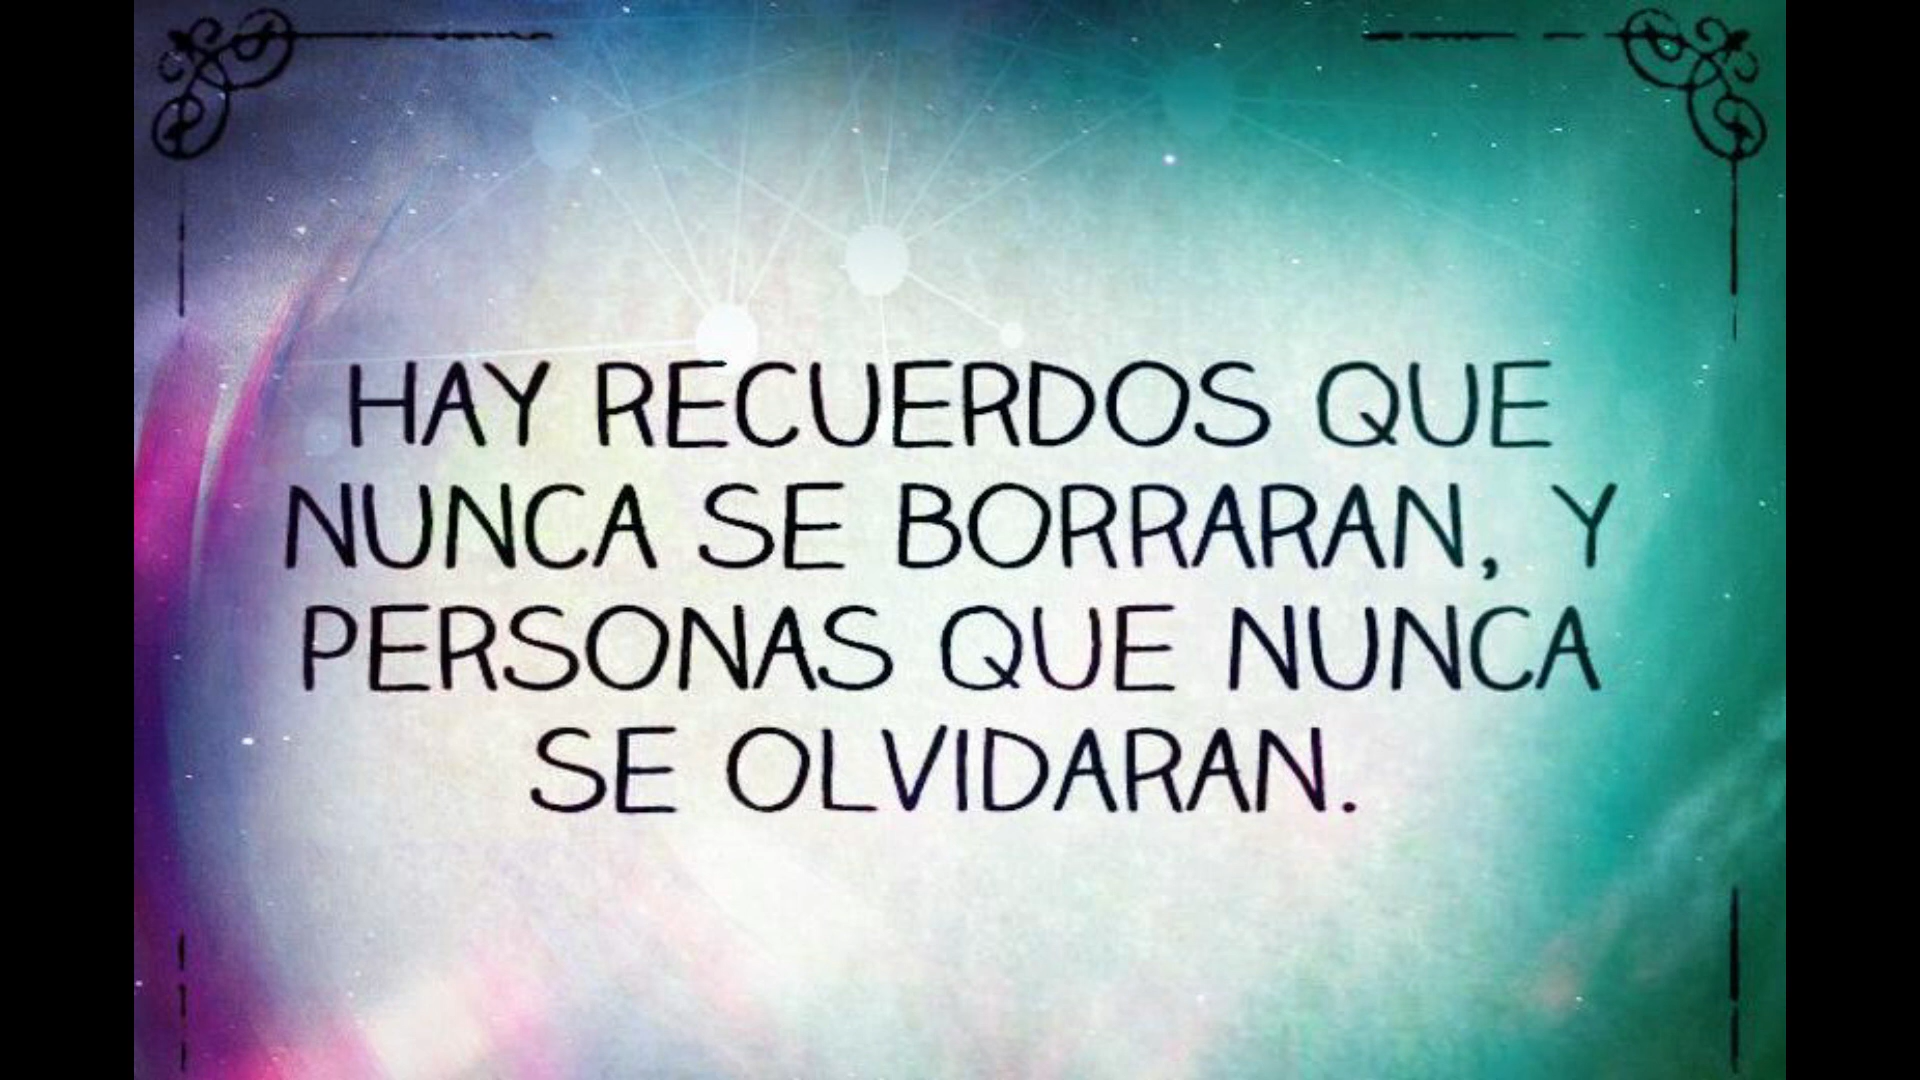 HAY RECUERDOS QUE
NUNCA SE BORRARAN, Y
PERSONAS QUE NUNCA
SE OLVIDARAN.